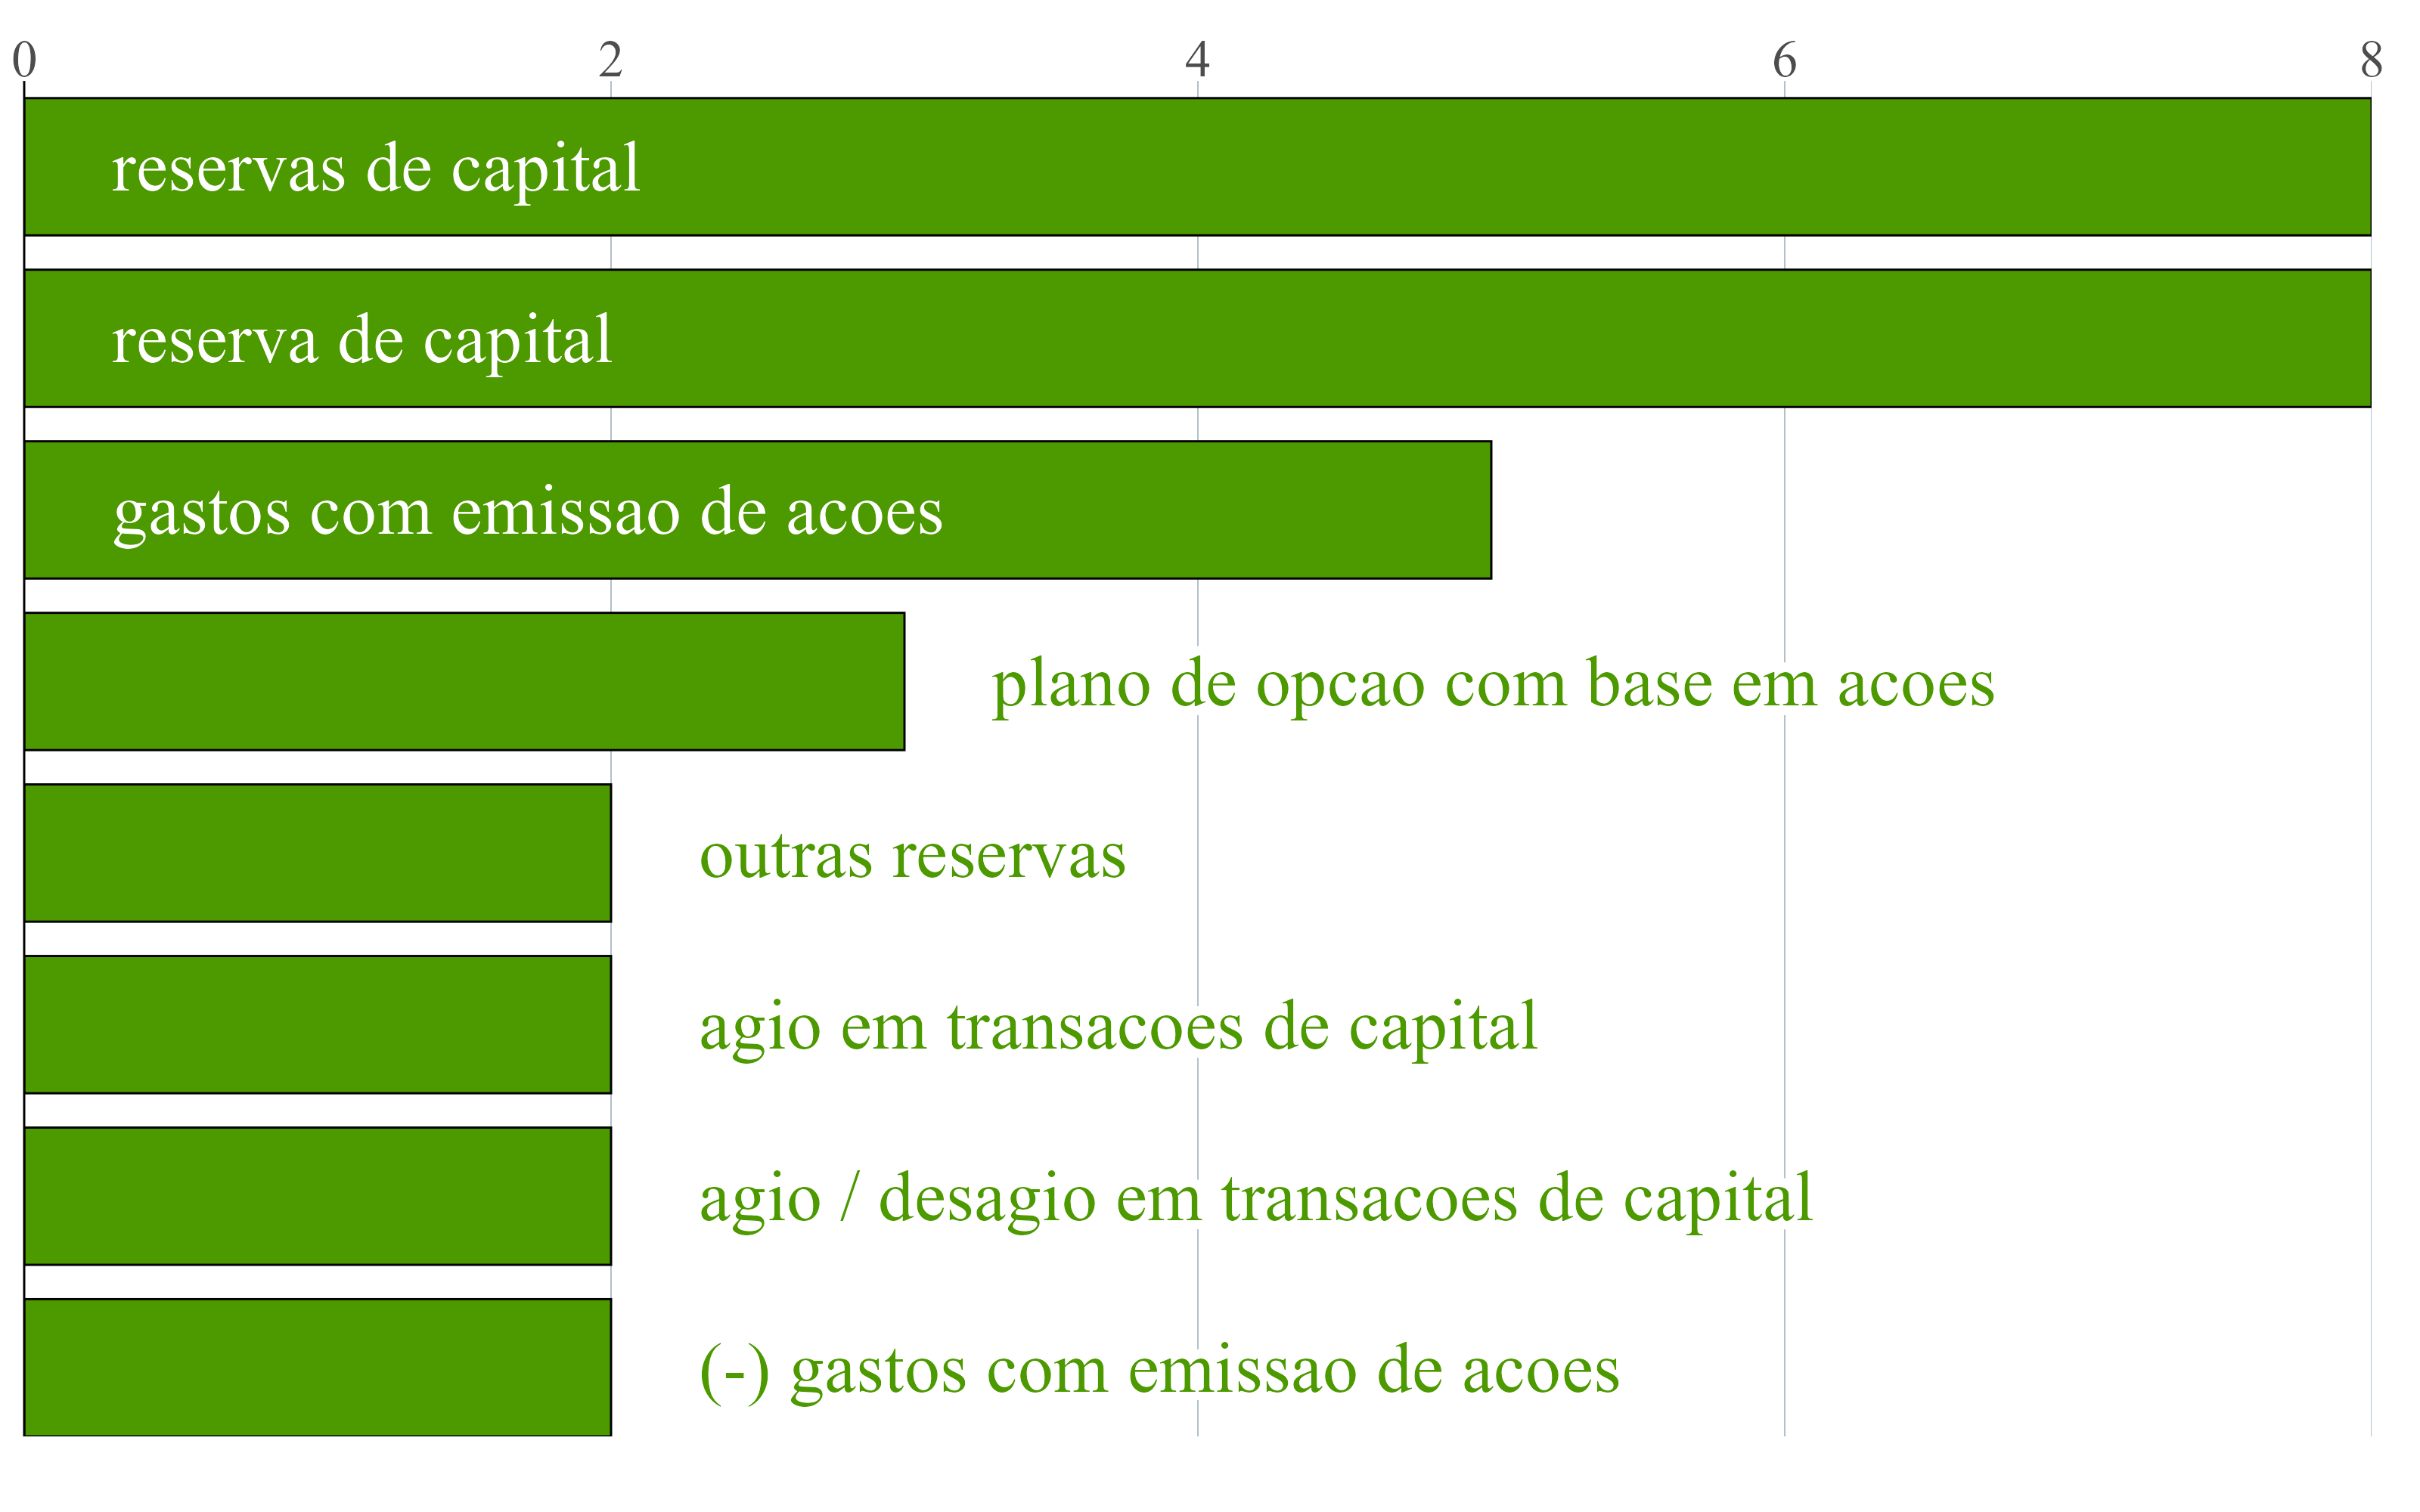 0 2 4 6 8
reservas de capital
reserva de capital
gastos com emissao de acoes
plano de opcao com base em acoes
outras reservas
agio em transacoes de capital
agio / desagio em transacoes de capital
(-) gastos com emissao de acoes